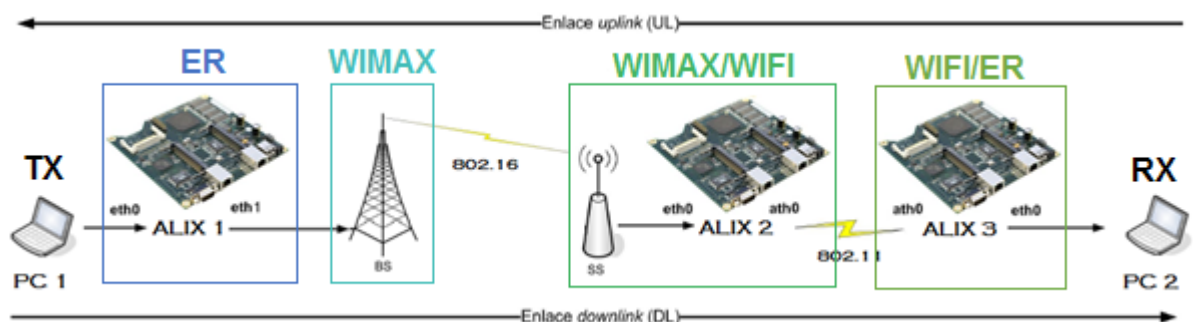 Enlace uplink (UL)
ER
WIMAX
WIMAX/WIFI
WIFI/ER
TX
802.16
RX
eth0
eth1
eth0
ath0
ath0
eth0
ALIX 1
ALIX 2
ALIX 3
802.11
BS
SS
PC 1
PC 2
Enlace downlink (DL)